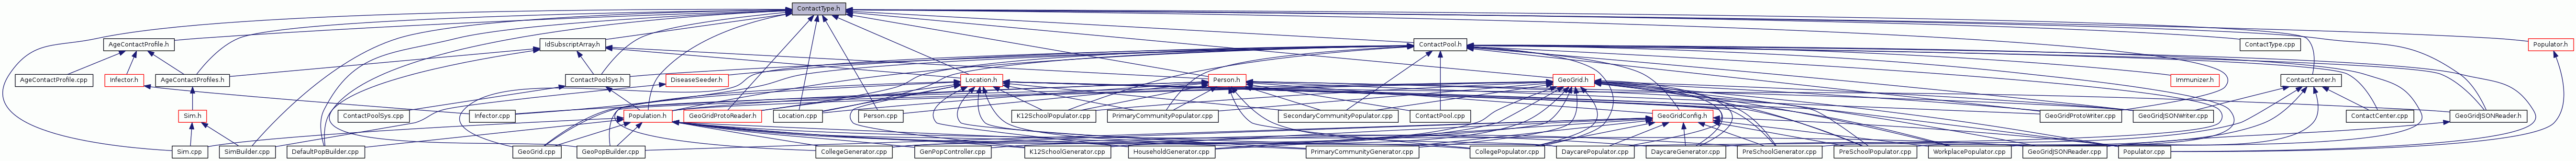 ContactType.h
AgeContactProfile.h
IdSubscriptArray.h
ContactPool.h
ContactType.cpp
Populator.h
AgeContactProfile.cpp
Infector.h
AgeContactProfiles.h
ContactPoolSys.h
DiseaseSeeder.h
Location.h
Person.h
GeoGrid.h
Immunizer.h
ContactCenter.h
Sim.h
ContactPoolSys.cpp
Infector.cpp
Population.h
GeoGridProtoReader.h
Location.cpp
Person.cpp
K12SchoolPopulator.cpp
PrimaryCommunityPopulator.cpp
SecondaryCommunityPopulator.cpp
ContactPool.cpp
GeoGridConfig.h
GeoGridProtoWriter.cpp
GeoGridJSONWriter.cpp
ContactCenter.cpp
GeoGridJSONReader.h
Sim.cpp
SimBuilder.cpp
DefaultPopBuilder.cpp
GeoGrid.cpp
GeoPopBuilder.cpp
CollegeGenerator.cpp
GenPopController.cpp
K12SchoolGenerator.cpp
HouseholdGenerator.cpp
PrimaryCommunityGenerator.cpp
CollegePopulator.cpp
DaycarePopulator.cpp
DaycareGenerator.cpp
PreSchoolGenerator.cpp
PreSchoolPopulator.cpp
WorkplacePopulator.cpp
GeoGridJSONReader.cpp
Populator.cpp